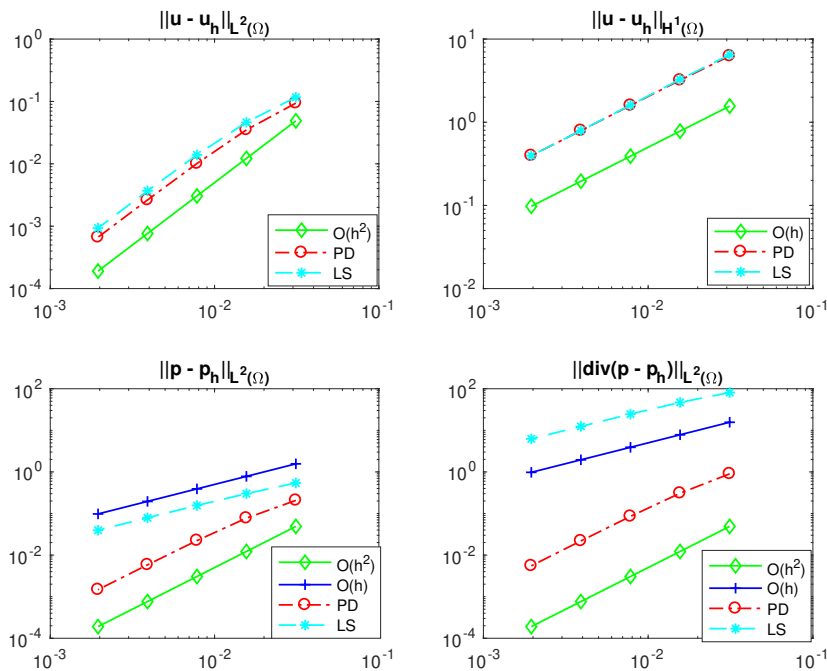 ||u - u_h||_{L^2(Ω)}
10^0
10^{-1}
10^{-2}
10^{-3}
10^{-4}
10^{-3}
10^{-2}
10^{-1}
O(h^2)
PD
LS
||u - u_h||_{H^1(Ω)}
10^1
10^0
10^{-1}
10^{-2}
10^{-3}
10^{-2}
10^{-1}
O(h)
PD
LS
||p - p_h||_{L^2(Ω)}
10^2
10^0
10^{-2}
10^{-4}
10^{-3}
10^{-2}
10^{-1}
O(h^2)
O(h)
PD
LS
||div(p - p_h)||_{L^2(Ω)}
10^2
10^0
10^{-2}
10^{-4}
10^{-3}
10^{-2}
10^{-1}
O(h^2)
O(h)
PD
LS